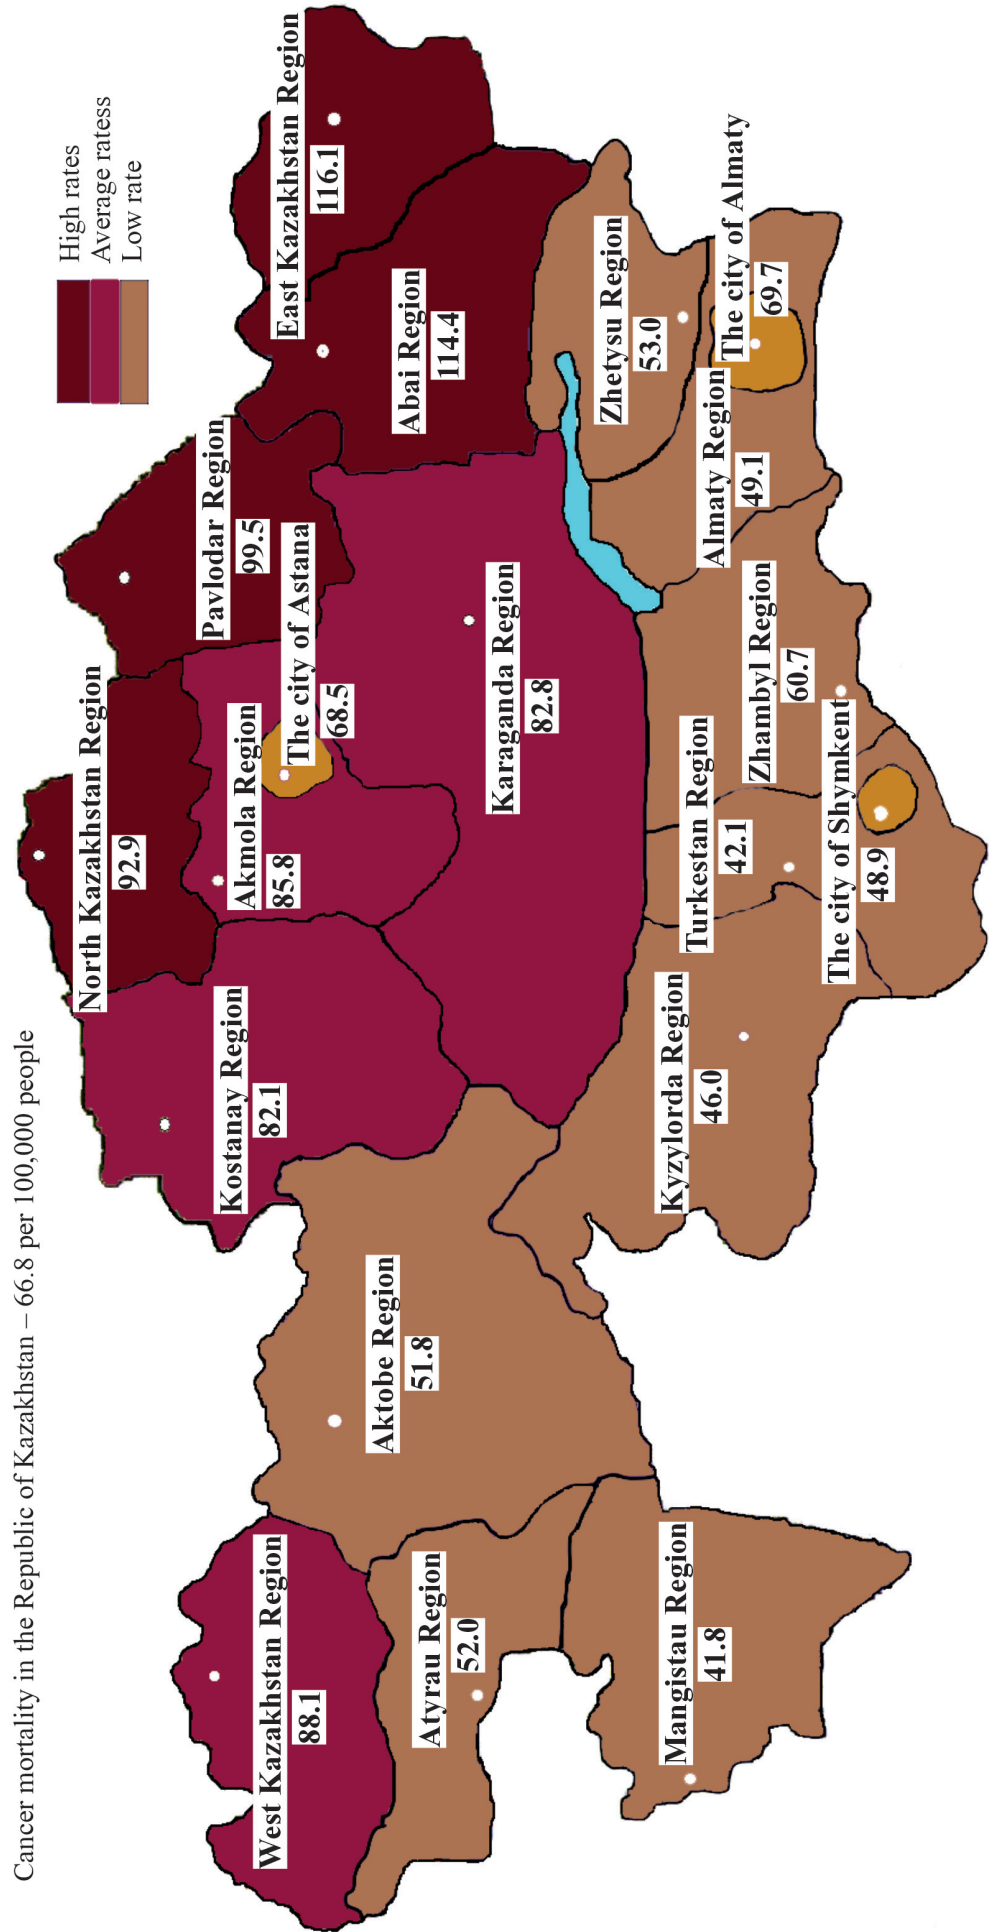 Cancer mortality in the Republic of Kazakhstan – 66.8 per 100,000 people
High rates
Average ratess
Low rate
North Kazakhstan Region
92.9
Pavlodar Region
99.5
East Kazakhstan Region
116.1
Kostanay Region
82.1
Akmola Region
85.8
The city of Astana
68.5
Abai Region
114.4
West Kazakhstan Region
88.1
Aktobe Region
51.8
Karaganda Region
82.8
Atyrau Region
52.0
Zhetysu Region
53.0
Mangistau Region
41.8
Kyzylorda Region
46.0
Turkestan Region
42.1
Zhambyl Region
60.7
Almaty Region
49.1
The city of Almaty
69.7
The city of Shymkent
48.9